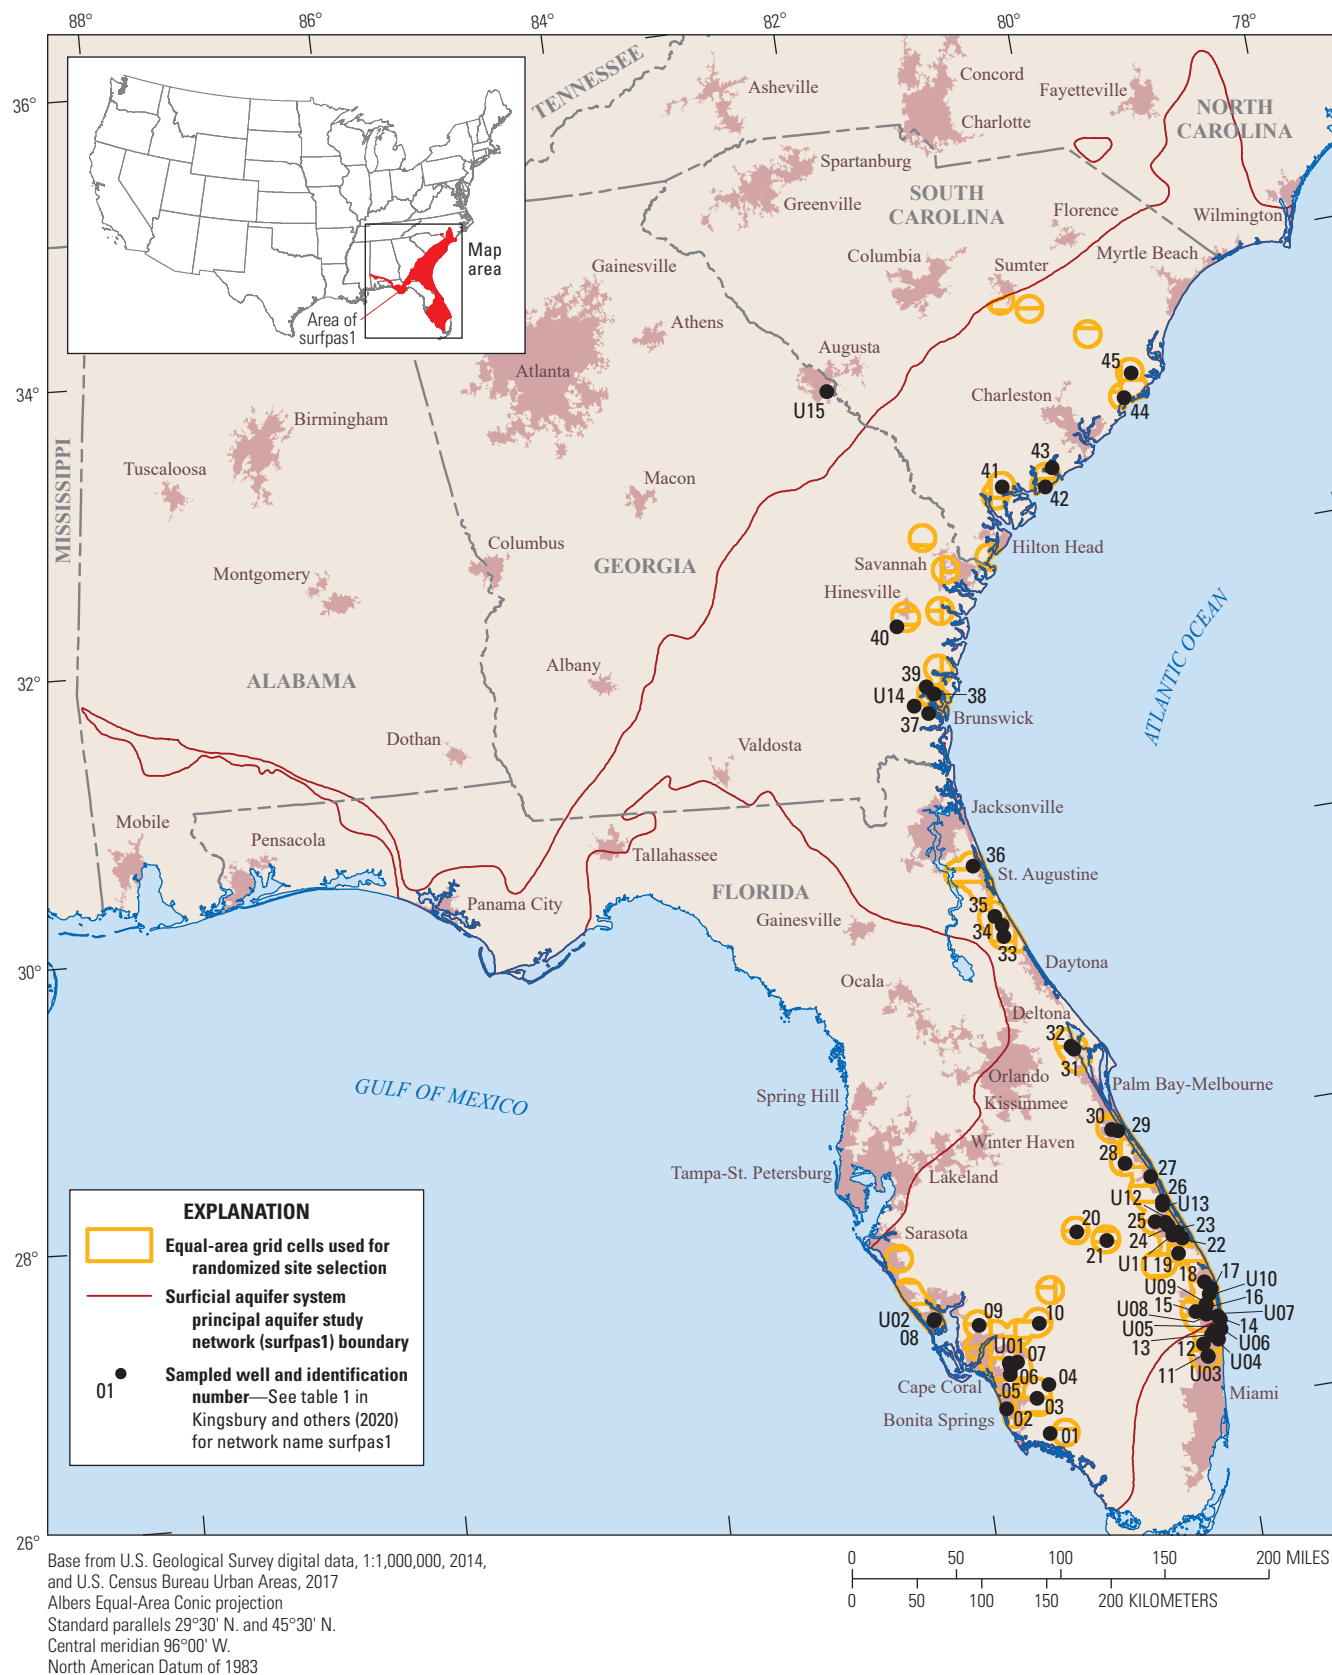 88°
86°
84°
82°
80°
78°
36°
34°
32°
30°
28°
26°
Map
area
Area of
surfpas1
TENNESSEE
Asheville
Concord
Charlotte
Fayetteville
NORTH
CAROLINA
Spartanburg
Greenville
SOUTH
CAROLINA
Florence
Wilmington
Myrtle Beach
Columbia
Sumter
Gainesville
Athens
Augusta
Atlanta
U15
Charleston
45
44
Birmingham
Tuscaloosa
MISSISSIPPI
Macon
43
41
42
Columbus
GEORGIA
Montgomery
Savannah
Hilton Head
Hinesville
40
ATLANTIC OCEAN
ALABAMA
Albany
39
U14
38
37
Brunswick
Dothan
Valdosta
Jacksonville
Mobile
Pensacola
Tallahassee
36
St. Augustine
FLORIDA
Panama City
Gainesville
35
34
33
Daytona
Ocala
Deltona
32
31
Orlando
Kissimmee
Palm Bay-Melbourne
GULF OF MEXICO
Spring Hill
30
29
Winter Haven
28
Tampa-St. Petersburg
Lakeland
27
26
U12
U13
20
25
23
21
24
22
Sarasota
U11
19
18
17
U09
U10
16
15
U08
U07
U02
08
09
10
U05
14
13
U06
U01
07
12
U04
06
04
11
U03
Cape Coral
05
03
Miami
Bonita Springs
02
01
EXPLANATION
Equal-area grid cells used for
randomized site selection
Surficial aquifer system
principal aquifer study
network (surfpas1) boundary
01
Sampled well and identification
number—See table 1 in
Kingsbury and others (2020)
for network name surfpas1
Base from U.S. Geological Survey digital data, 1:1,000,000, 2014,
and U.S. Census Bureau Urban Areas, 2017
Albers Equal-Area Conic projection
Standard parallels 29°30' N. and 45°30' N.
Central meridian 96°00' W.
North American Datum of 1983
0 50 100 150 200 MILES
0 50 100 150 200 KILOMETERS